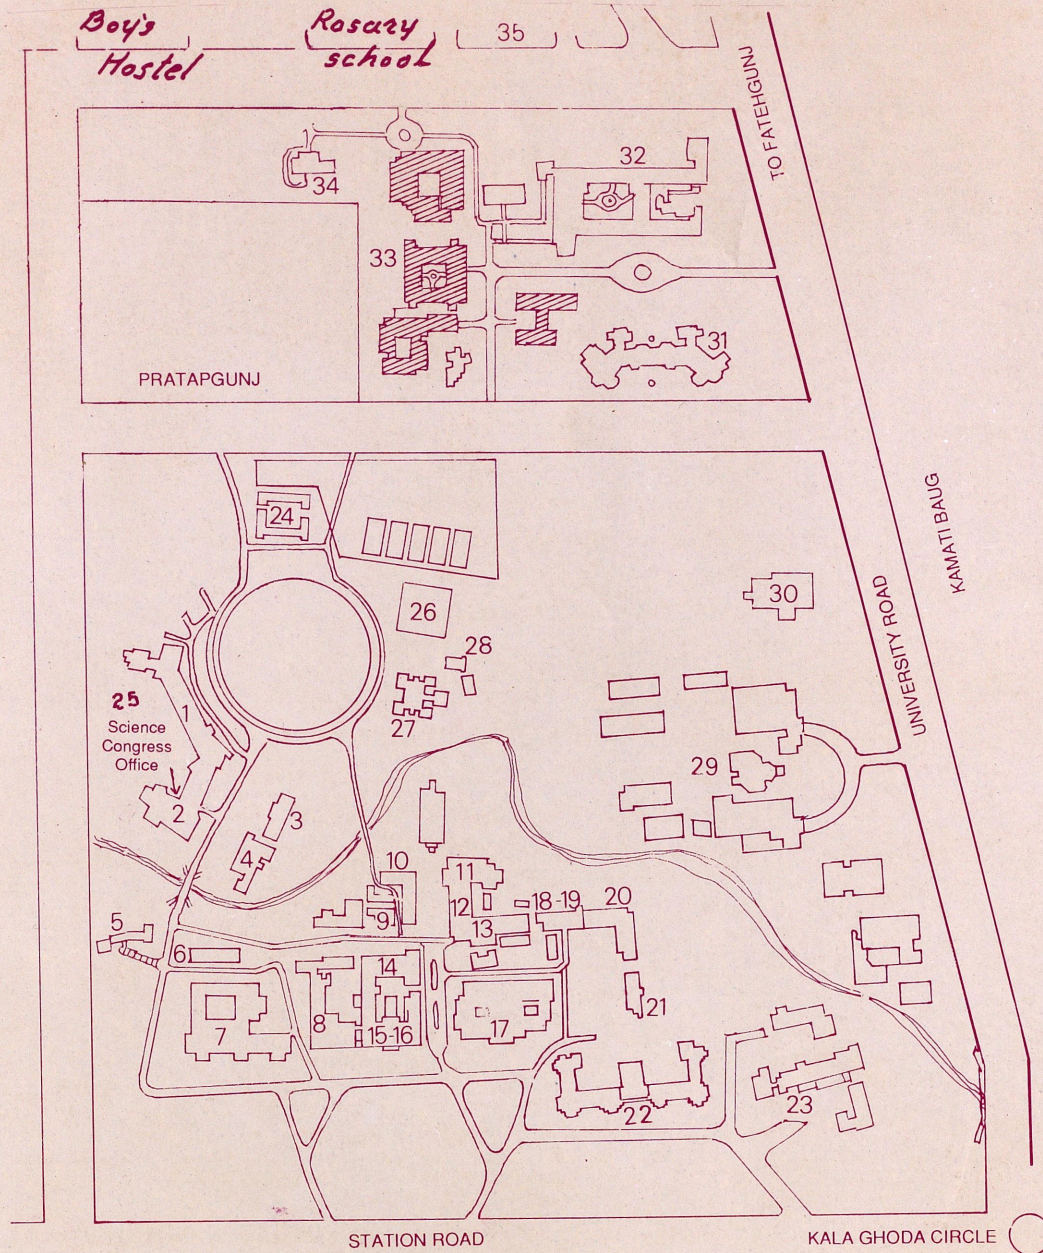 Boy's
Hostel
Rosary
school
35
TO FATEHGUNJ
32
34
33
31
PRATAPGUNJ
24
26
30
KAMATI BAUG
UNIVERSITY ROAD
28
27
25
Science
Congress
Office
1
2
29
3
4
10
11
9
12
13
18-19
20
5
6
14
21
7
8
15-16
17
22
23
STATION ROAD
KALA GHODA CIRCLE